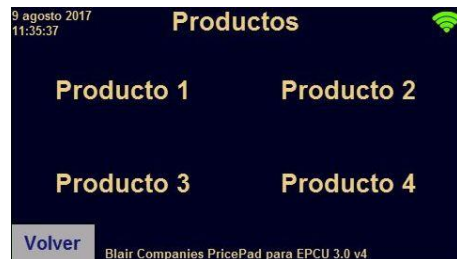 9 agosto 2017
11:35:37
Productos
Producto 1
Producto 2
Producto 3
Producto 4
Volver
Blair Companies PricePad para EPCU 3.0 v4